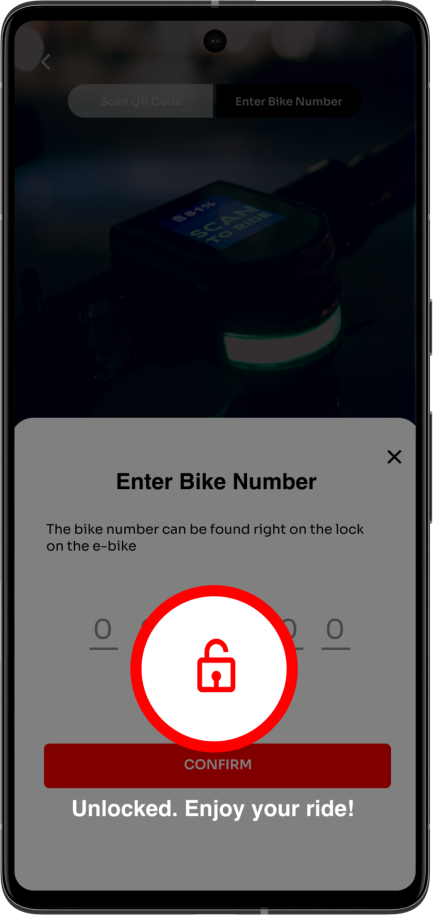 Scan QR Code
Enter Bike Number
81%
SCAN
TO RIDE
Enter Bike Number
The bike number can be found right on the lock
on the e-bike
0 0 0
CONFIRM
Unlocked. Enjoy your ride!